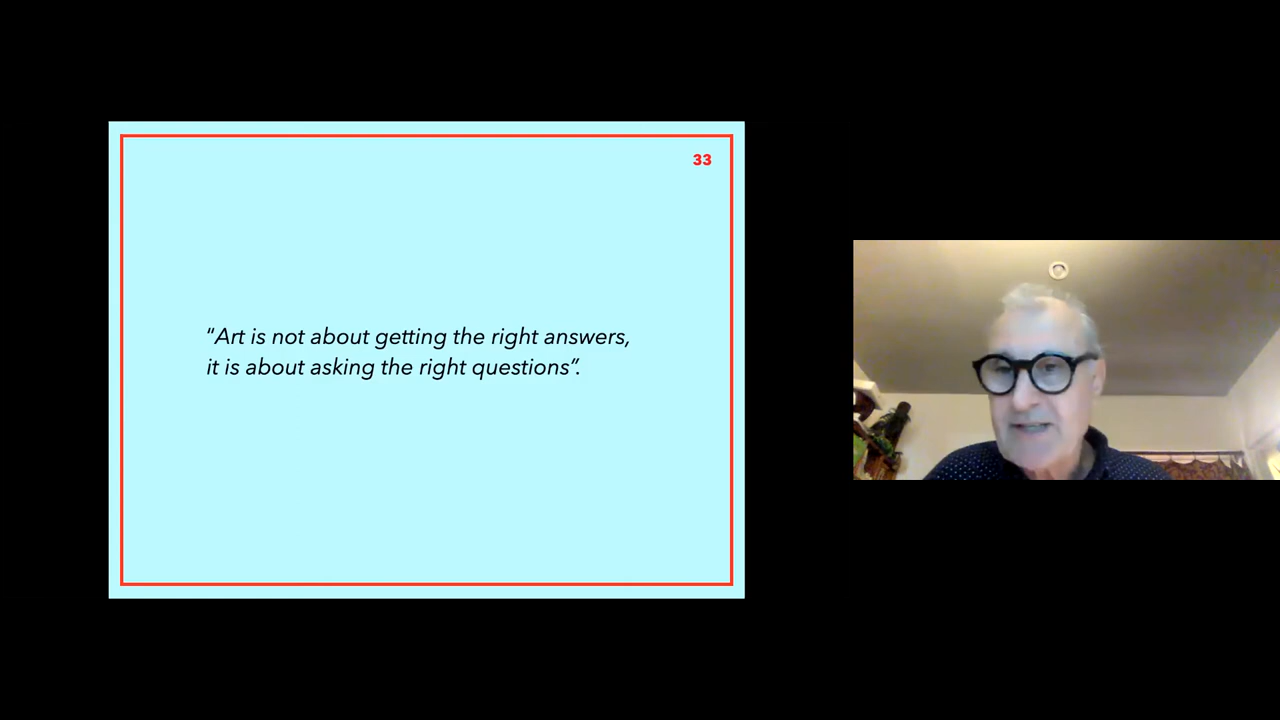 33
"Art is not about getting the right answers,
it is about asking the right questions".